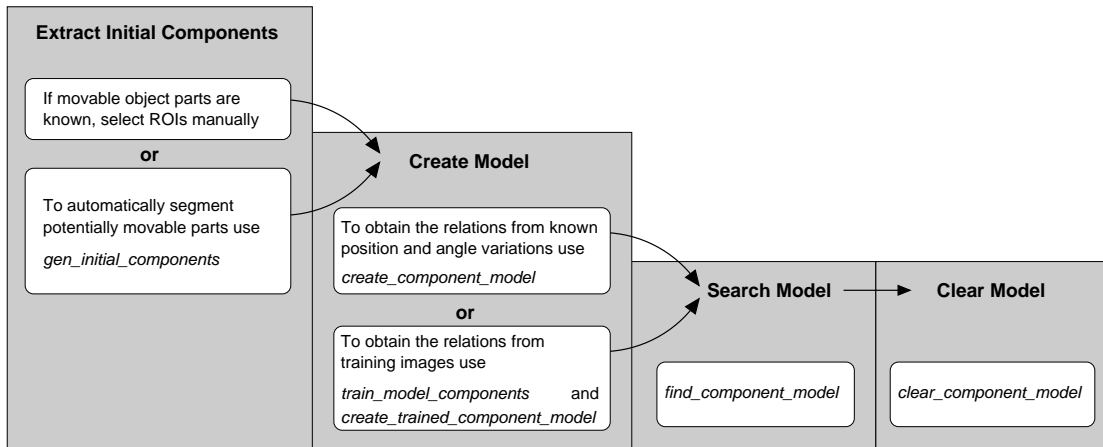 Extract Initial Components
If movable object parts are
known, select ROIs manually
or
To automatically segment
potentially movable parts use
gen_initial_components
Create Model
To obtain the relations from known
position and angle variations use
create_component_model
or
To obtain the relations from
training images use
train_model_components and
create_trained_component_model
Search Model
find_component_model
Clear Model
clear_component_model